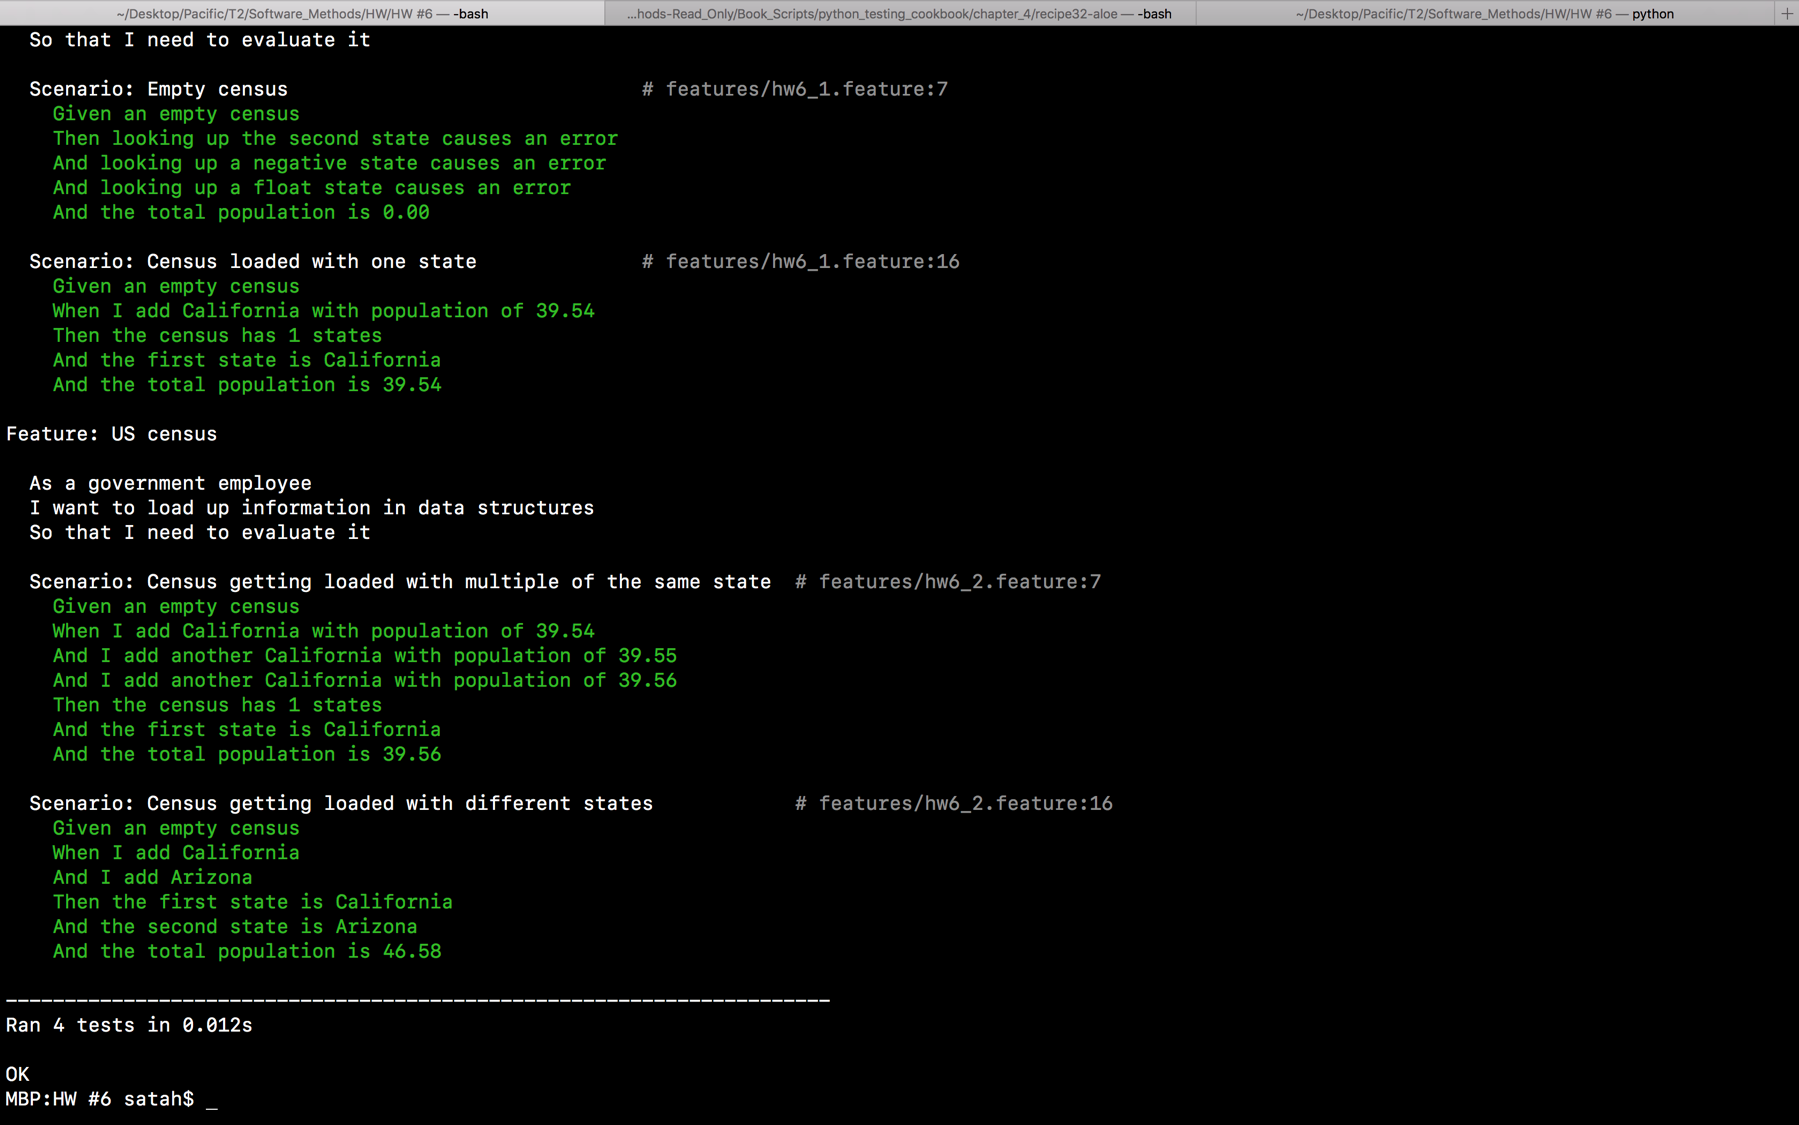 ~/Desktop/Pacific/T2/Software_Methods/HW/HW #6 — -bash
...hods-Read_Only/Book_Scripts/python_testing_cookbook/chapter_4/recipe32-aloe — -bash
~/Desktop/Pacific/T2/Software_Methods/HW/HW #6 — python
+
So that I need to evaluate it
Scenario: Empty census # features/hw6_1.feature:7
Given an empty census
Then looking up the second state causes an error
And looking up a negative state causes an error
And looking up a float state causes an error
And the total population is 0.00
Scenario: Census loaded with one state # features/hw6_1.feature:16
Given an empty census
When I add California with population of 39.54
Then the census has 1 states
And the first state is California
And the total population is 39.54
Feature: US census
As a government employee
I want to load up information in data structures
So that I need to evaluate it
Scenario: Census getting loaded with multiple of the same state # features/hw6_2.feature:7
Given an empty census
When I add California with population of 39.54
And I add another California with population of 39.55
And I add another California with population of 39.56
Then the census has 1 states
And the first state is California
And the total population is 39.56
Scenario: Census getting loaded with different states # features/hw6_2.feature:16
Given an empty census
When I add California
And I add Arizona
Then the first state is California
And the second state is Arizona
And the total population is 46.58
----------------------------------------------------------------------
Ran 4 tests in 0.012s
OK
MBP:HW #6 satah$ _